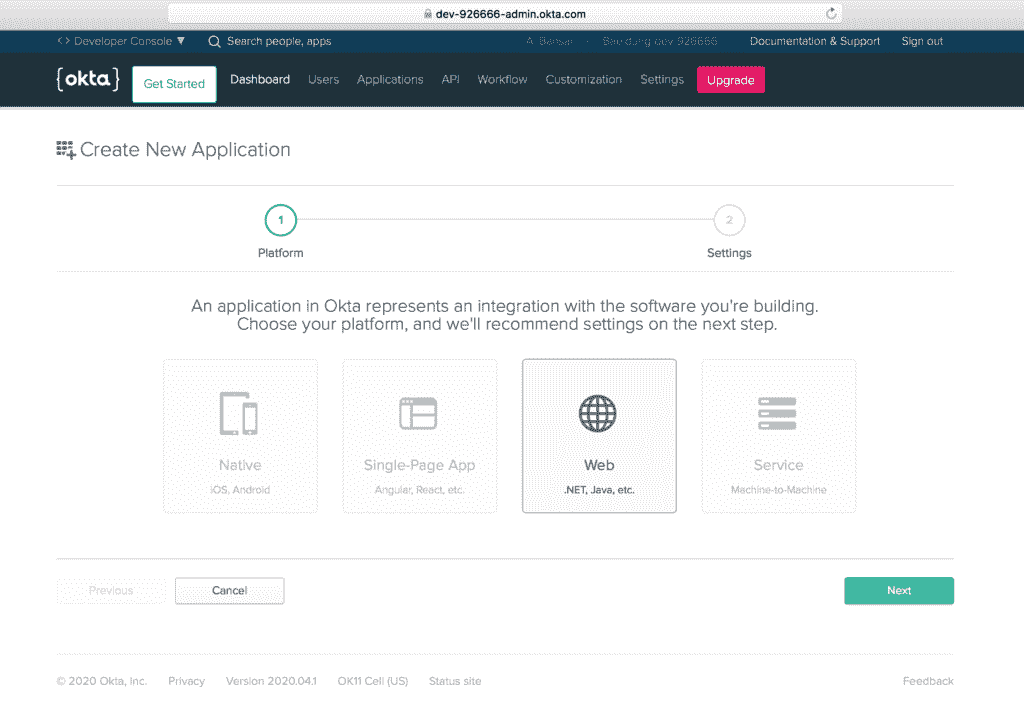 dev-926666-admin.okta.com
<> Developer Console ▼ Search people, apps A Bansal - Baeldung dev 926666 Documentation & Support Sign out
{okta} Get Started Dashboard Users Applications API Workflow Customization Settings Upgrade
Create New Application
1 2
Platform Settings
An application in Okta represents an integration with the software you're building.
Choose your platform, and we'll recommend settings on the next step.
Native Single-Page App Web Service
iOS, Android Angular, React, etc. .NET, Java, etc. Machine-to-Machine
Previous Cancel Next
© 2020 Okta, Inc. Privacy Version 2020.04.1 OK11 Cell (US) Status site Feedback